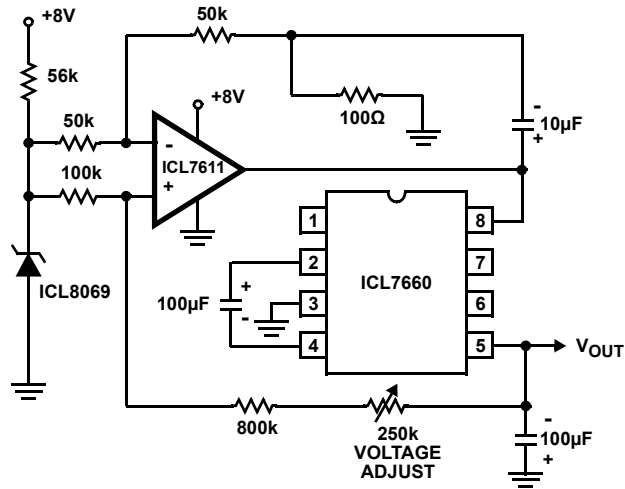 +8V
50k
56k
+8V
50k
100Ω
-
10µF
+
-
ICL7611
+
100k
ICL8069
1
8
2
7
ICL7660
3
6
4
5
+
100µF
-
V_OUT
800k
250k
VOLTAGE
ADJUST
-
100µF
+